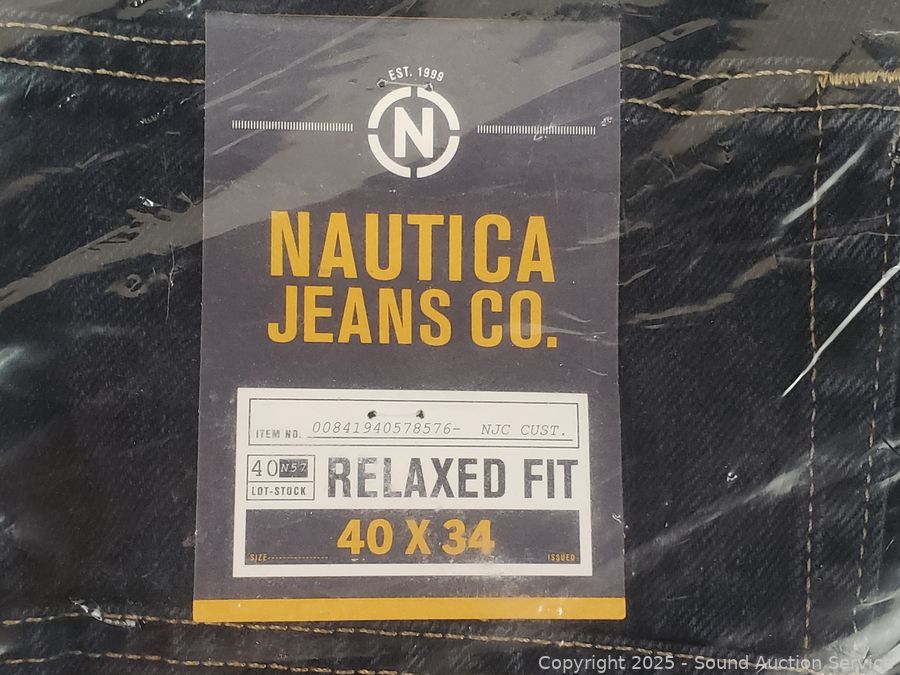 EST. 1999
N
NAUTICA
JEANS CO.
ITEM NO. 00841940578576- NJC CUST.
40 N57
LOT-STOCK
RELAXED FIT
40 X 34
SIZE
ISSUED
Copyright 2025 - Sound Auction Service